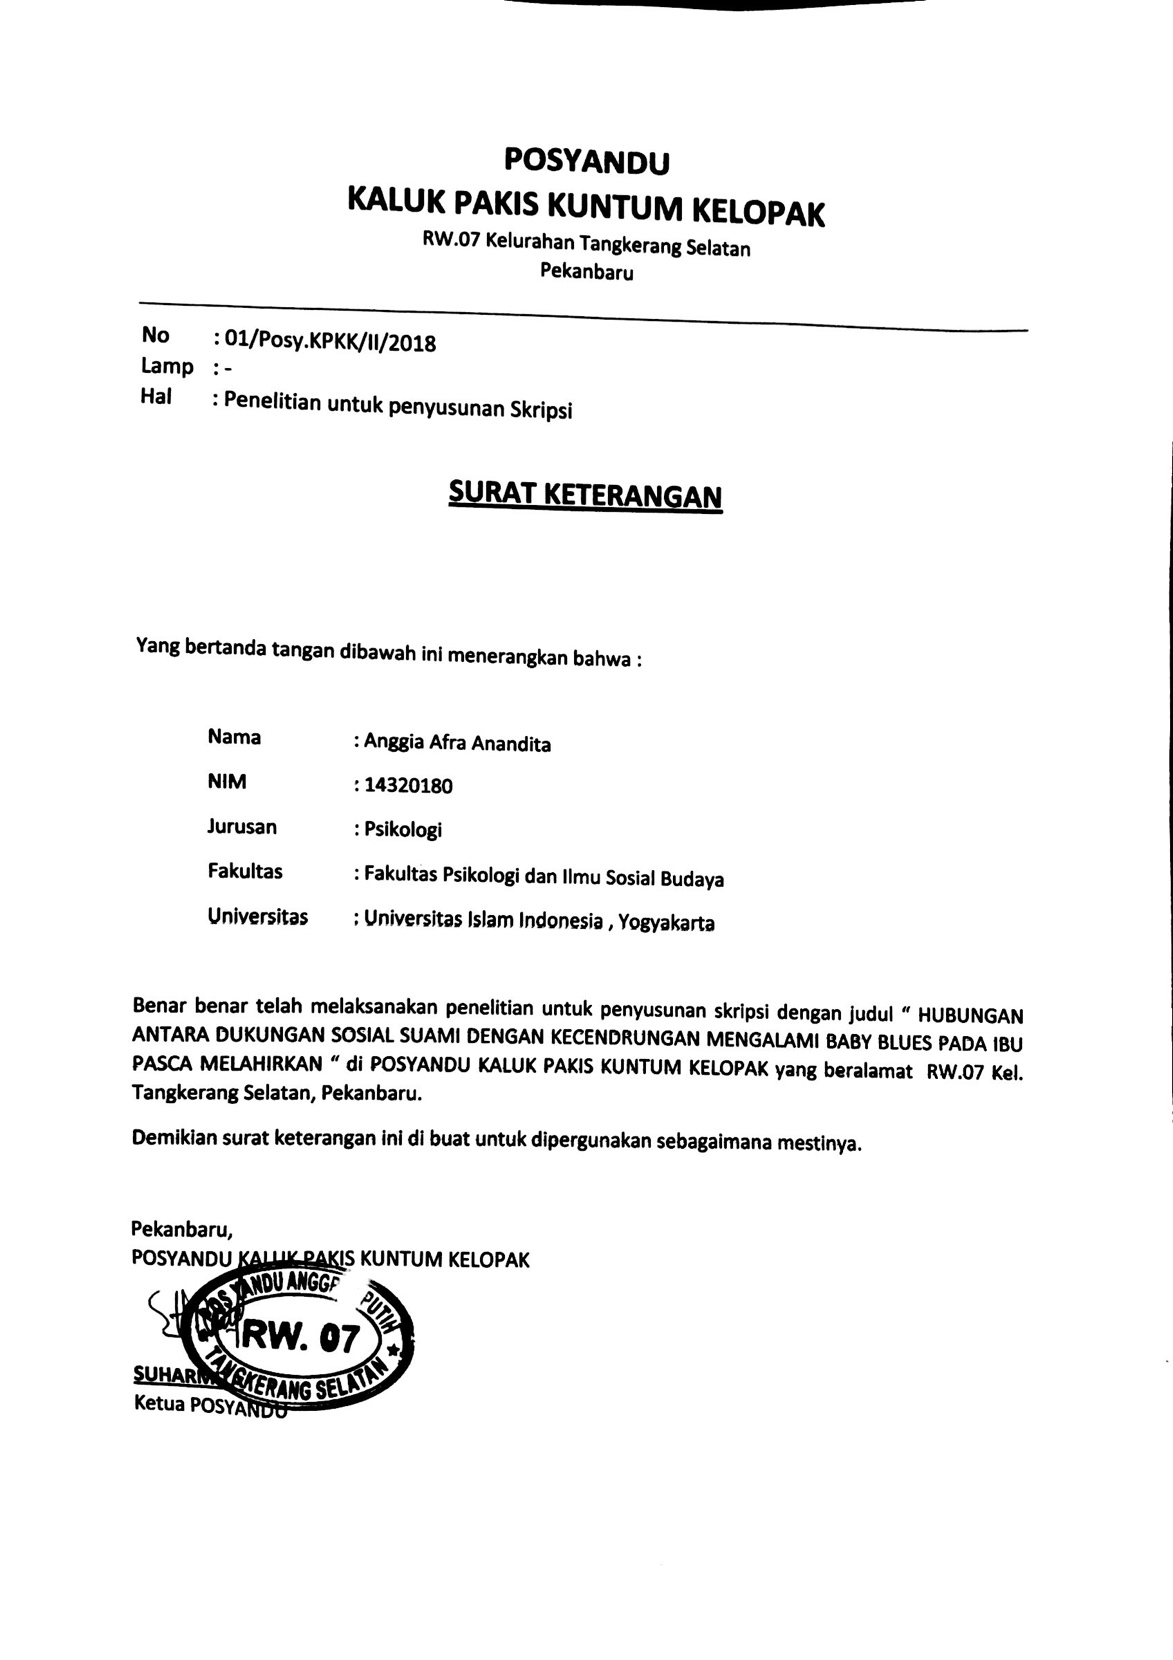 POSYANDU
KALUK PAKIS KUNTUM KELOPAK
RW.07 Kelurahan Tangkerang Selatan
Pekanbaru
No : 01/Posy.KPKK/II/2018
Lamp : -
Hal : Penelitian untuk penyusunan Skripsi
SURAT KETERANGAN
Yang bertanda tangan dibawah ini menerangkan bahwa :
Nama : Anggia Afra Anandita
NIM : 14320180
Jurusan : Psikologi
Fakultas : Fakultas Psikologi dan Ilmu Sosial Budaya
Universitas : Universitas Islam Indonesia , Yogyakarta
Benar benar telah melaksanakan penelitian untuk penyusunan skripsi dengan judul “ HUBUNGAN
ANTARA DUKUNGAN SOSIAL SUAMI DENGAN KECENDRUNGAN MENGALAMI BABY BLUES PADA IBU
PASCA MELAHIRKAN “ di POSYANDU KALUK PAKIS KUNTUM KELOPAK yang beralamat RW.07 Kel.
Tangkerang Selatan, Pekanbaru.
Demikian surat keterangan ini di buat untuk dipergunakan sebagaimana mestinya.
Pekanbaru,
POSYANDU KALUK PAKIS KUNTUM KELOPAK
POSYANDU PUTIH
RW. 07
TANGKERANG SELATAN
Ketua POSYANDU